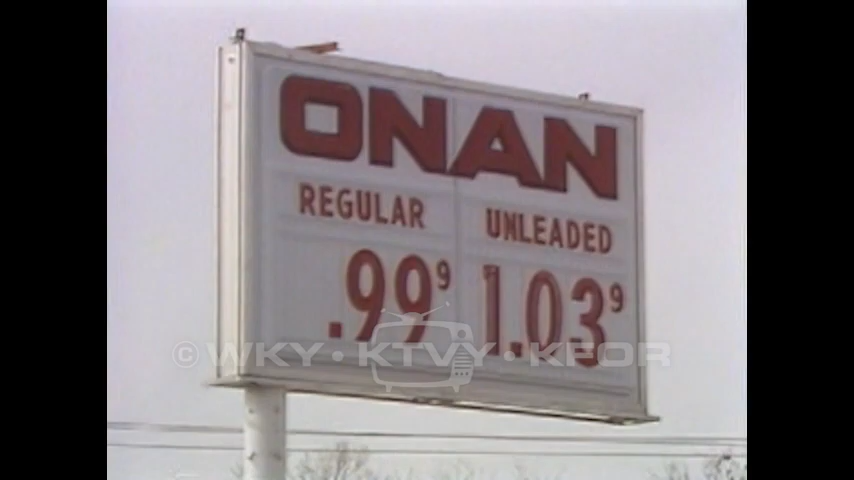 ONAN
REGULAR UNLEADED
.99⁹ 1.03⁹
©WKY • KTVY • KFOR